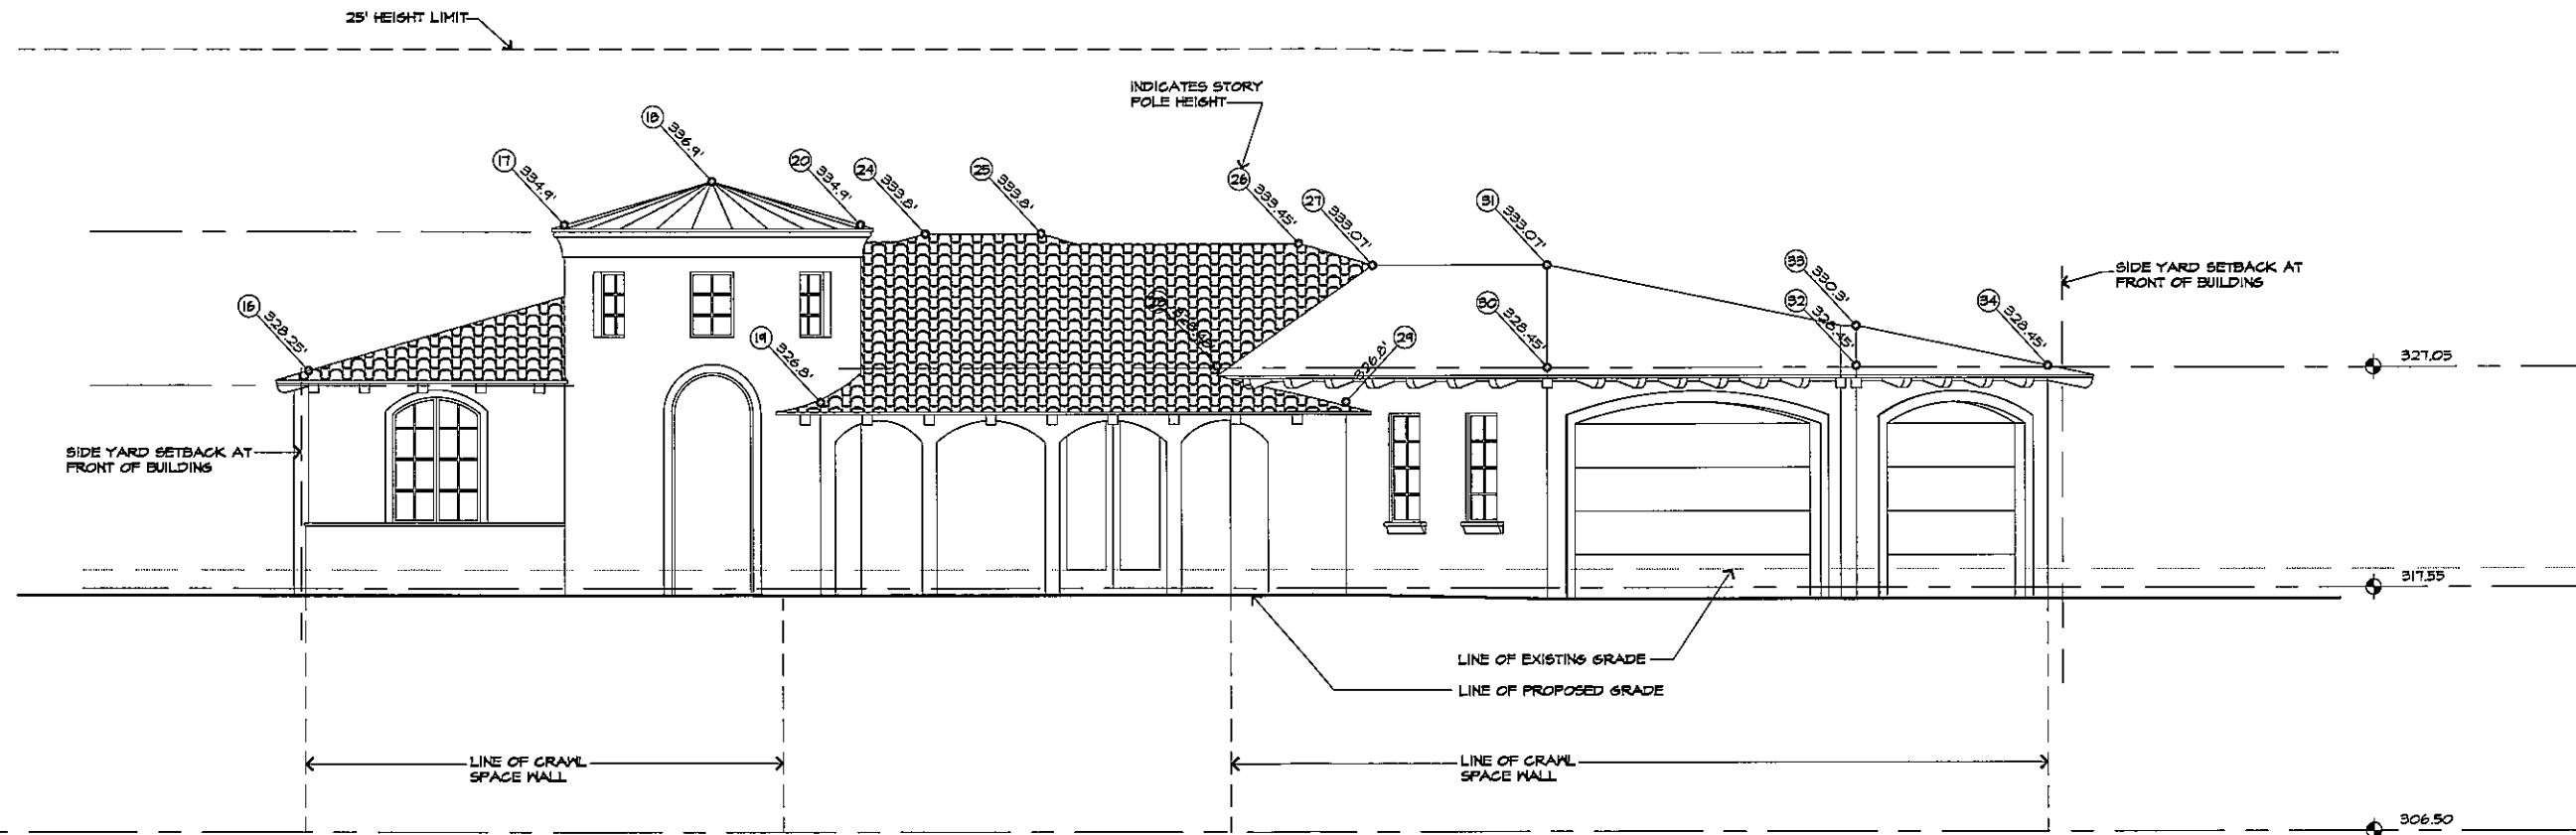 25' HEIGHT LIMIT
INDICATES STORY
POLE HEIGHT
18 336.9'
17 334.9'
20 334.9'
24 333.8'
25 333.8'
26 333.45'
27 333.07'
31 333.07'
33 330.3'
SIDE YARD SETBACK AT
FRONT OF BUILDING
16 328.25'
19 326.8'
30 328.45'
32 328.45'
34 328.45'
29 326.8'
327.05
SIDE YARD SETBACK AT
FRONT OF BUILDING
317.55
LINE OF EXISTING GRADE
LINE OF PROPOSED GRADE
LINE OF CRAWL
SPACE WALL
LINE OF CRAWL
SPACE WALL
306.50